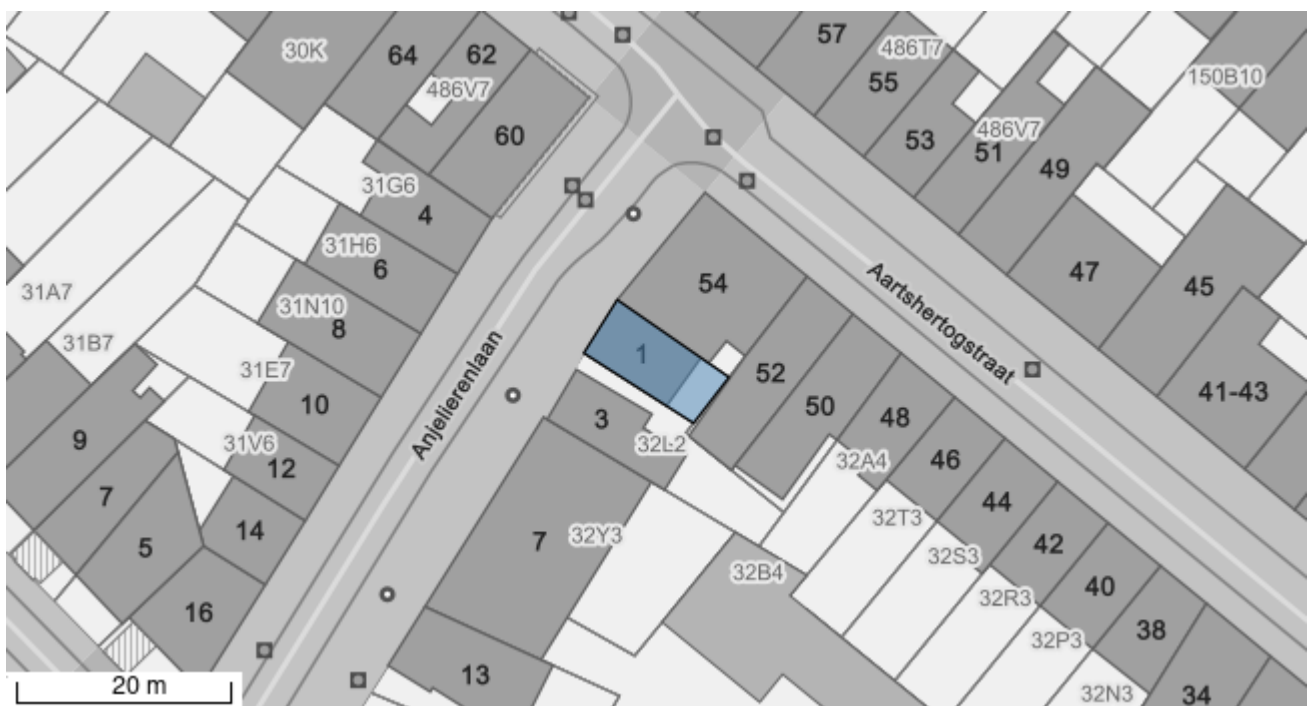 57
62
64
30K
486T7
55
150B10
486V7
60
486V7
53
51
49
31G6
4
31H6
6
47
45
31A7
31N10
8
54
Aartshertogstraat
31B7
1
Anjelierenlaan
31E7
52
10
50
41-43
3
48
9
31V6
32L2
12
32A4
46
44
7
14
7
32Y3
32T3
42
5
32S3
32B4
40
32R3
16
38
32P3
13
20 m
32N3
34